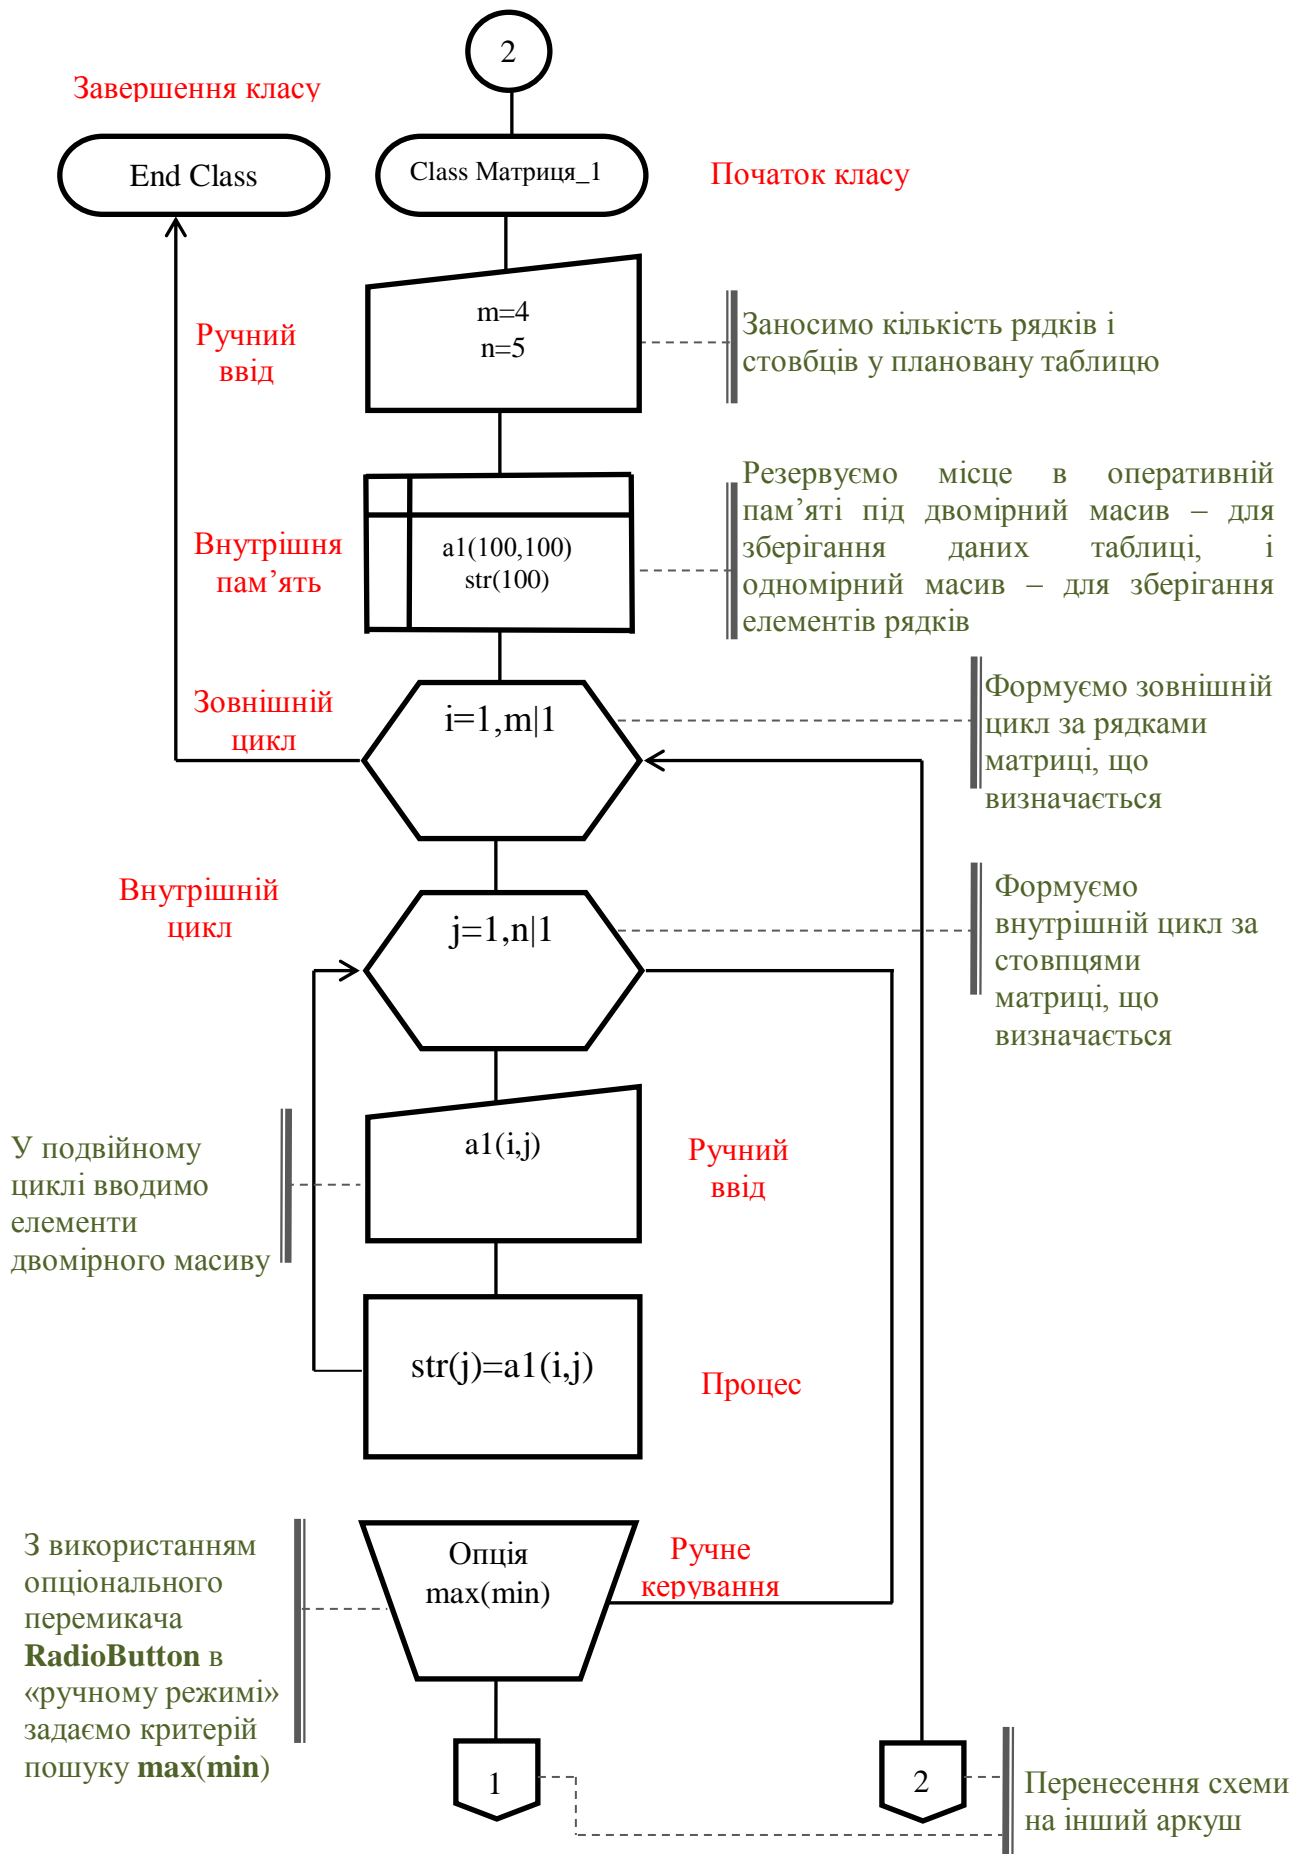 2
Завершення класу
End Class
Class Матриця_1
Початок класу
m=4
n=5
Ручний
ввід
Заносимо кількість рядків і
стовбців у плановану таблицю
Внутрішня
пам’ять
a1(100,100)
str(100)
Резервуємо місце в оперативній
пам’яті під двомірний масив – для
зберігання даних таблиці, і
одномірний масив – для зберігання
елементів рядків
Зовнішній
цикл
i=1,m|1
Формуємо зовнішній
цикл за рядками
матриці, що
визначається
Внутрішній
цикл
j=1,n|1
Формуємо
внутрішній цикл за
стовпцями
матриці, що
визначається
У подвійному
циклі вводимо
елементи
двомірного масиву
a1(i,j)
Ручний
ввід
str(j)=a1(i,j)
Процес
З використанням
опціонального
перемикача
RadioButton в
«ручному режимі»
задаємо критерій
пошуку max(min)
Опція
max(min)
Ручне
керування
1
2
Перенесення схеми
на інший аркуш